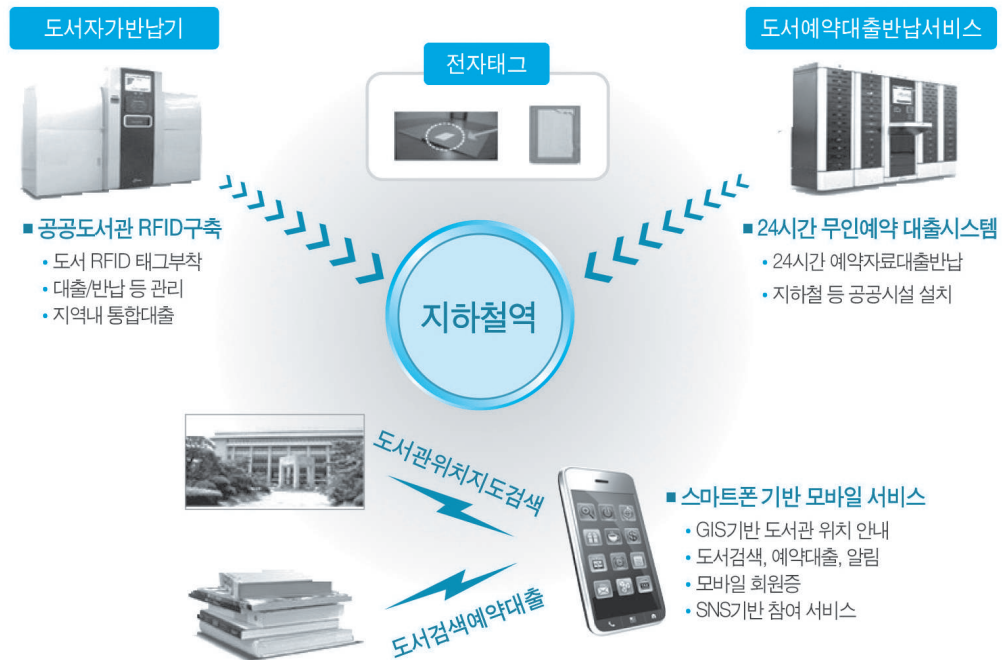 도서자가반납기
전자태그
도서예약대출반납서비스
■ 공공도서관 RFID구축
• 도서 RFID 태그부착
• 대출/반납 등 관리
• 지역내 통합대출
■ 24시간 무인예약 대출시스템
• 24시간 예약자료대출반납
• 지하철 등 공공시설 설치
지하철역
도서관위치지도검색
도서검색예약대출
■ 스마트폰 기반 모바일 서비스
• GIS기반 도서관 위치 안내
• 도서검색, 예약대출, 알림
• 모바일 회원증
• SNS기반 참여 서비스